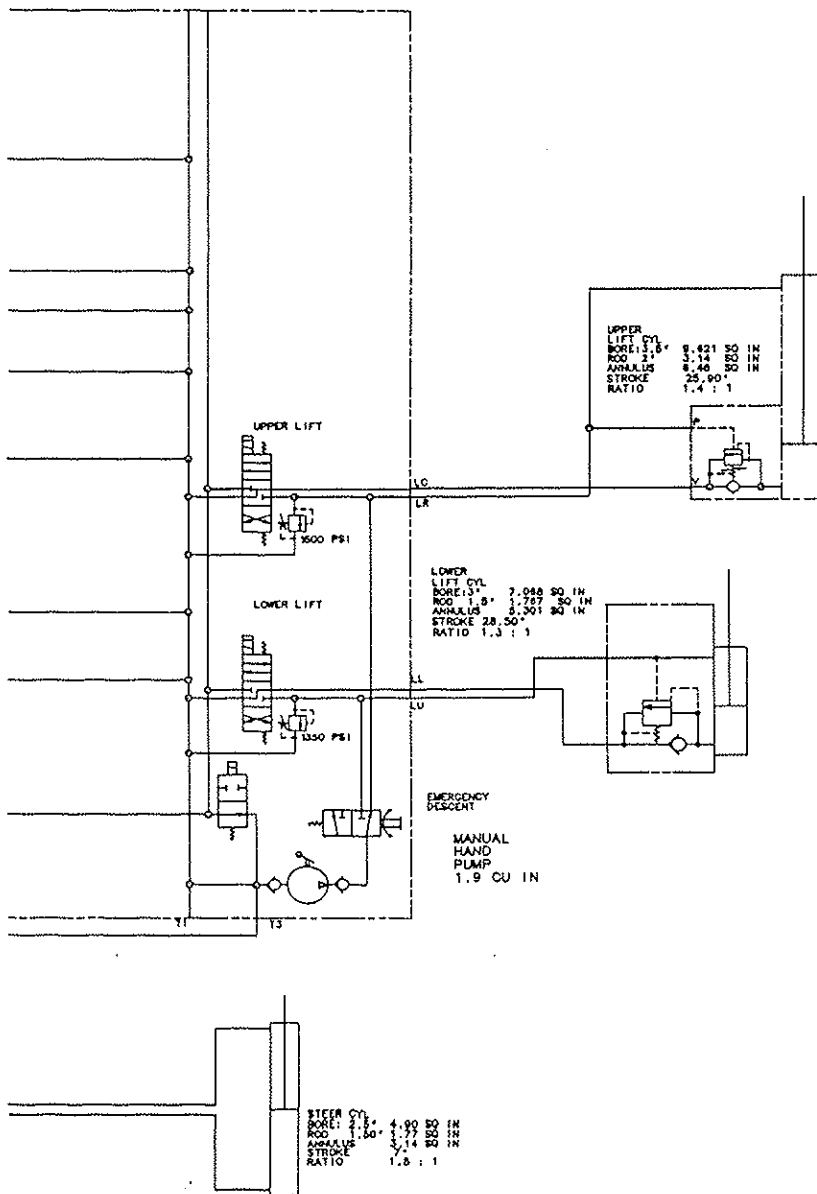 UPPER
LIFT CYL
BORE:3.5" 9.621 SQ IN
ROD 2" 3.14 SQ IN
ANNULUS 6.48 SQ IN
STROKE 25.90"
RATIO 1.4 : 1
UPPER LIFT
LC
LR
V
1600 PSI
LOWER
LIFT CYL
BORE:3" 7.068 SQ IN
ROD 1.5" 1.767 SQ IN
ANNULUS 5.301 SQ IN
STROKE 28.50"
RATIO 1.3 : 1
LOWER LIFT
LL
LU
1350 PSI
EMERGENCY
DESCENT
MANUAL
HAND
PUMP
1.9 CU IN
T1
T3
STEER CYL
BORE: 2.5" 4.90 SQ IN
ROD 1.50" 1.77 SQ IN
ANNULUS 3.14 SQ IN
STROKE 7"
RATIO 1.5 : 1